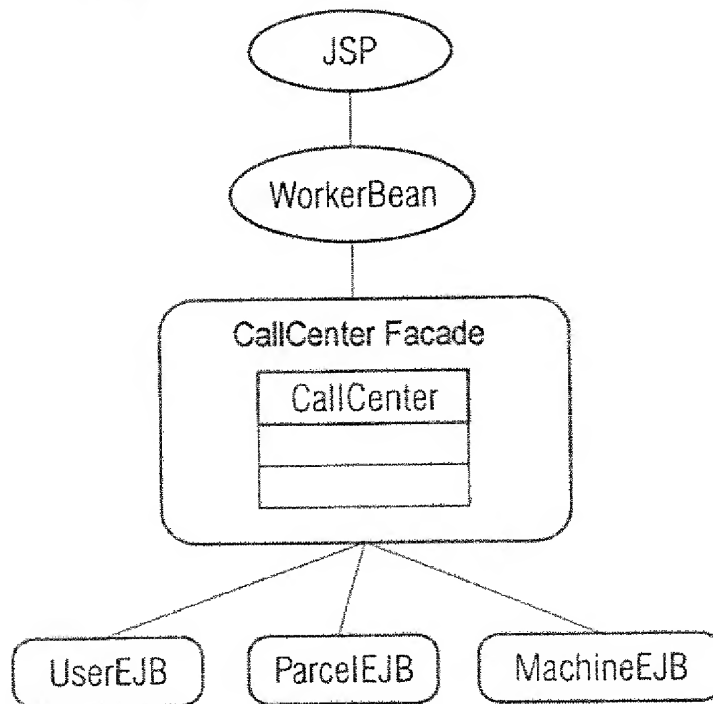 JSP
WorkerBean
CallCenter Facade
CallCenter
UserEJB
ParcelEJB
MachineEJB